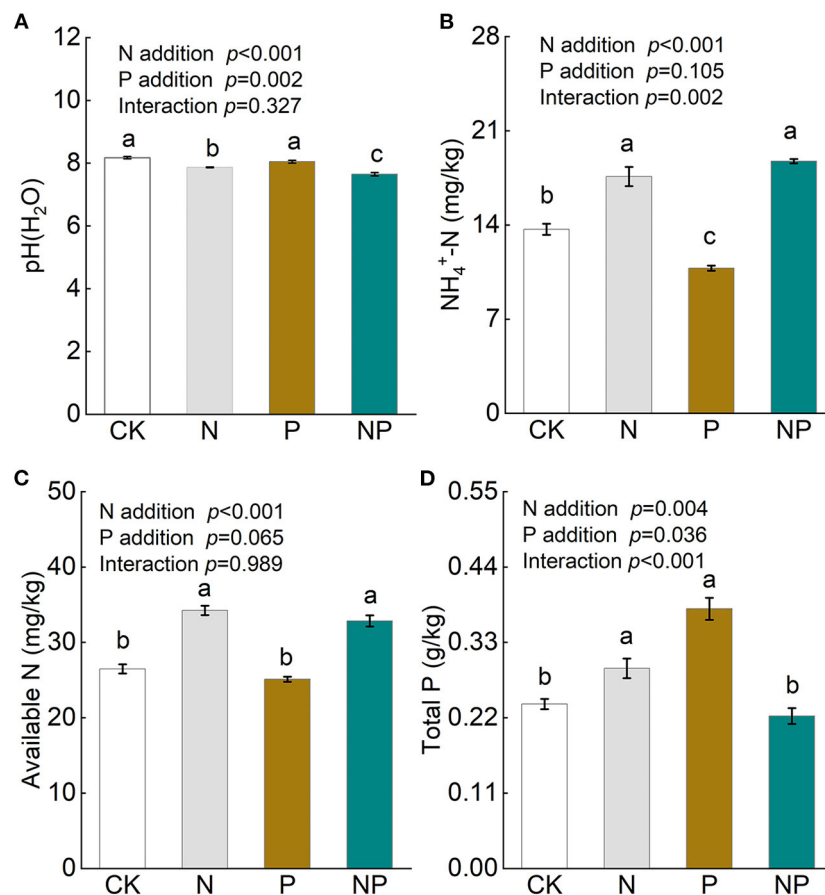 A
12
10
8
6
4
2
0
pH(H₂O)
N addition p<0.001
P addition p=0.002
Interaction p=0.327
a
b
a
c
CK N P NP
B
28
21
14
7
0
NH₄⁺-N (mg/kg)
N addition p<0.001
P addition p=0.105
Interaction p=0.002
b
a
c
a
CK N P NP
C
50
40
30
20
10
0
Available N (mg/kg)
N addition p<0.001
P addition p=0.065
Interaction p=0.989
b
a
b
a
CK N P NP
D
0.55
0.44
0.33
0.22
0.11
0.00
Total P (g/kg)
N addition p=0.004
P addition p=0.036
Interaction p<0.001
b
a
a
b
CK N P NP